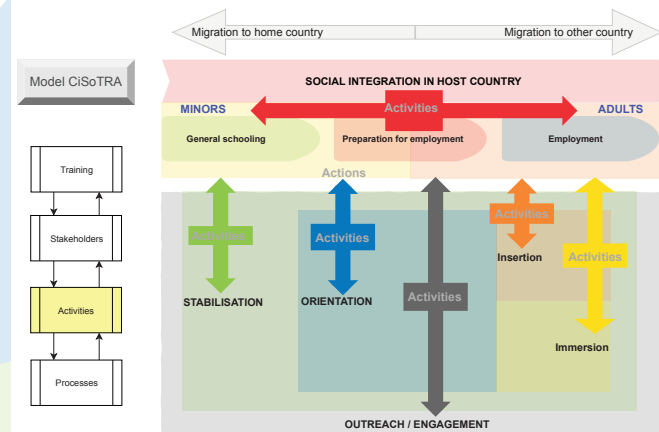 Migration to home country
Migration to other country
Model CiSoTRA
SOCIAL INTEGRATION IN HOST COUNTRY
MINORS
Activities
ADULTS
General schooling
Preparation for employment
Employment
Training
Actions
Stakeholders
Activities
Activities
Activities
Activities
Insertion
Activities
Activities
STABILISATION
ORIENTATION
Activities
Immersion
Processes
OUTREACH / ENGAGEMENT